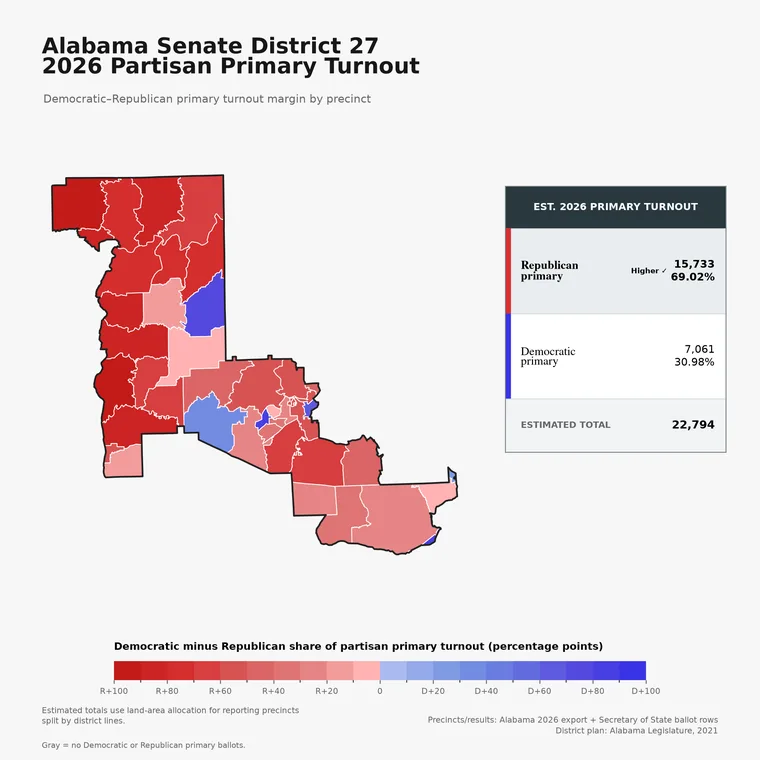 Alabama Senate District 27
2026 Partisan Primary Turnout
Democratic–Republican primary turnout margin by precinct
EST. 2026 PRIMARY TURNOUT
Republican
primary
Higher ✓
15,733
69.02%
Democratic
primary
7,061
30.98%
ESTIMATED TOTAL
22,794
Democratic minus Republican share of partisan primary turnout (percentage points)
R+100 R+80 R+60 R+40 R+20 0 D+20 D+40 D+60 D+80 D+100
Estimated totals use land-area allocation for reporting precincts
split by district lines.
Gray = no Democratic or Republican primary ballots.
Precincts/results: Alabama 2026 export + Secretary of State ballot rows
District plan: Alabama Legislature, 2021